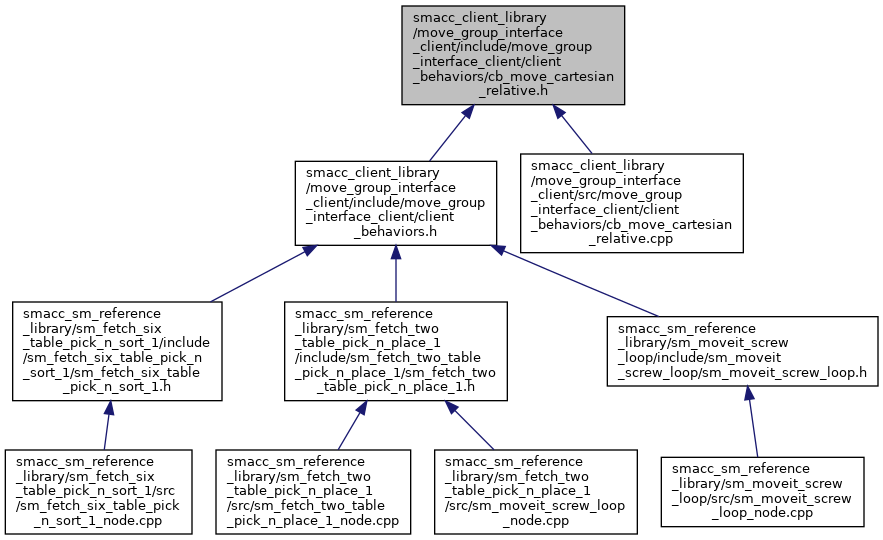 smacc_client_library
/move_group_interface
_client/include/move_group
_interface_client/client
_behaviors/cb_move_cartesian
_relative.h
smacc_client_library
/move_group_interface
_client/include/move_group
_interface_client/client
_behaviors.h
smacc_client_library
/move_group_interface
_client/src/move_group
_interface_client/client
_behaviors/cb_move_cartesian
_relative.cpp
smacc_sm_reference
_library/sm_fetch_six
_table_pick_n_sort_1/include
/sm_fetch_six_table_pick_n
_sort_1/sm_fetch_six_table
_pick_n_sort_1.h
smacc_sm_reference
_library/sm_fetch_two
_table_pick_n_place_1
/include/sm_fetch_two_table
_pick_n_place_1/sm_fetch_two
_table_pick_n_place_1.h
smacc_sm_reference
_library/sm_moveit_screw
_loop/include/sm_moveit
_screw_loop/sm_moveit_screw_loop.h
smacc_sm_reference
_library/sm_fetch_six
_table_pick_n_sort_1/src
/sm_fetch_six_table_pick
_n_sort_1_node.cpp
smacc_sm_reference
_library/sm_fetch_two
_table_pick_n_place_1
/src/sm_fetch_two_table
_pick_n_place_1_node.cpp
smacc_sm_reference
_library/sm_fetch_two
_table_pick_n_place_1
/src/sm_moveit_screw_loop
_node.cpp
smacc_sm_reference
_library/sm_moveit_screw
_loop/src/sm_moveit_screw
_loop_node.cpp